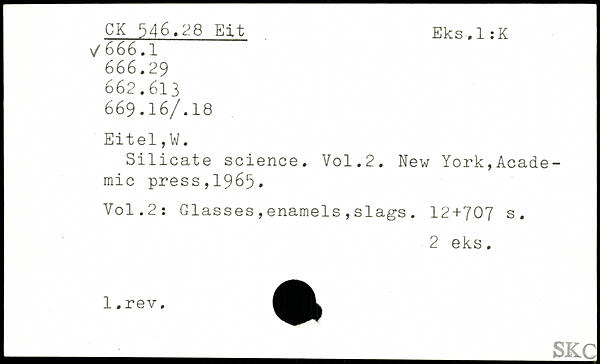 CK 546.28 Eit
Eks.1:K
✓666.1
666.29
662.613
669.16/.18
Eitel,W.
Silicate science. Vol.2. New York,Acade-
mic press,1965.
Vol.2: Glasses,enamels,slags. 12+707 s.
2 eks.
1.rev.
SKC